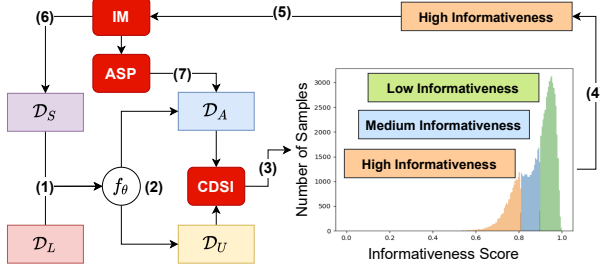 (6)
IM
(5)
High Informativeness
ASP
(7)
D_S
D_A
(4)
Low Informativeness
Medium Informativeness
High Informativeness
(1)
f_θ
(2)
CDSI
(3)
D_L
D_U
Number of Samples
3000
2500
2000
1500
1000
500
0
0.0 0.2 0.4 0.6 0.8 1.0
Informativeness Score